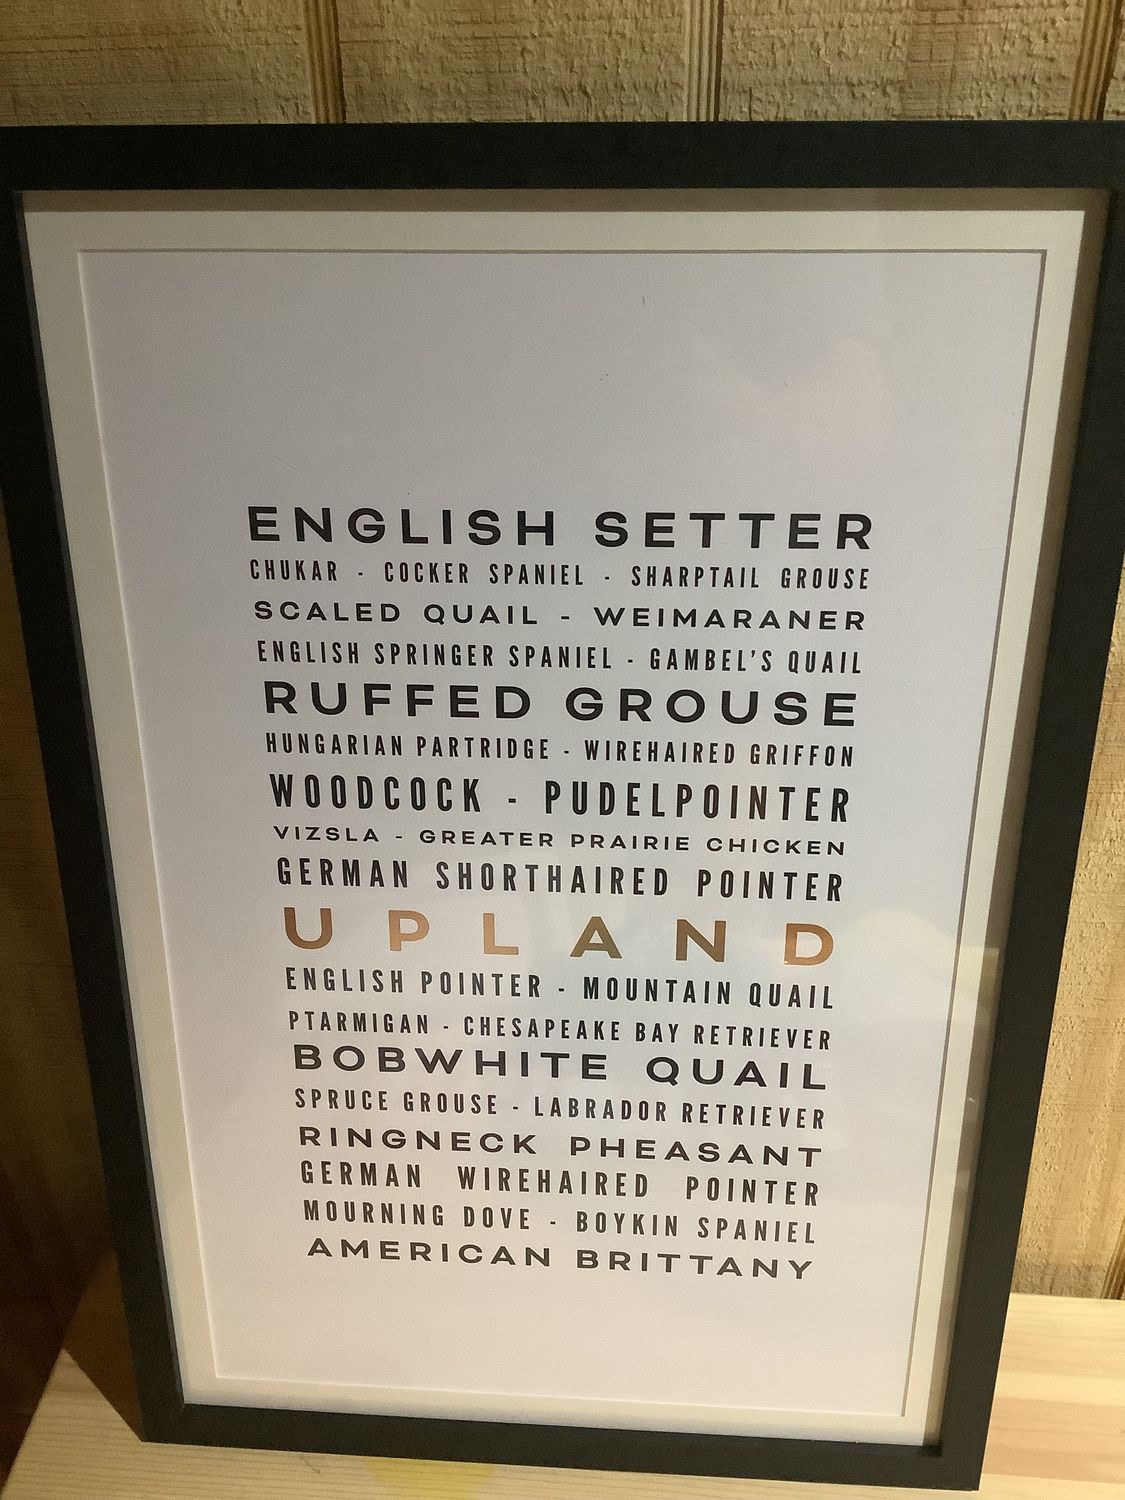 ENGLISH SETTER
CHUKAR - COCKER SPANIEL - SHARPTAIL GROUSE
SCALED QUAIL - WEIMARANER
ENGLISH SPRINGER SPANIEL - GAMBEL'S QUAIL
RUFFED GROUSE
HUNGARIAN PARTRIDGE - WIREHAIRED GRIFFON
WOODCOCK - PUDELPOINTER
VIZSLA - GREATER PRAIRIE CHICKEN
GERMAN SHORTHAIRED POINTER
UPLAND
ENGLISH POINTER - MOUNTAIN QUAIL
PTARMIGAN - CHESAPEAKE BAY RETRIEVER
BOBWHITE QUAIL
SPRUCE GROUSE - LABRADOR RETRIEVER
RINGNECK PHEASANT
GERMAN WIREHAIRED POINTER
MOURNING DOVE - BOYKIN SPANIEL
AMERICAN BRITTANY